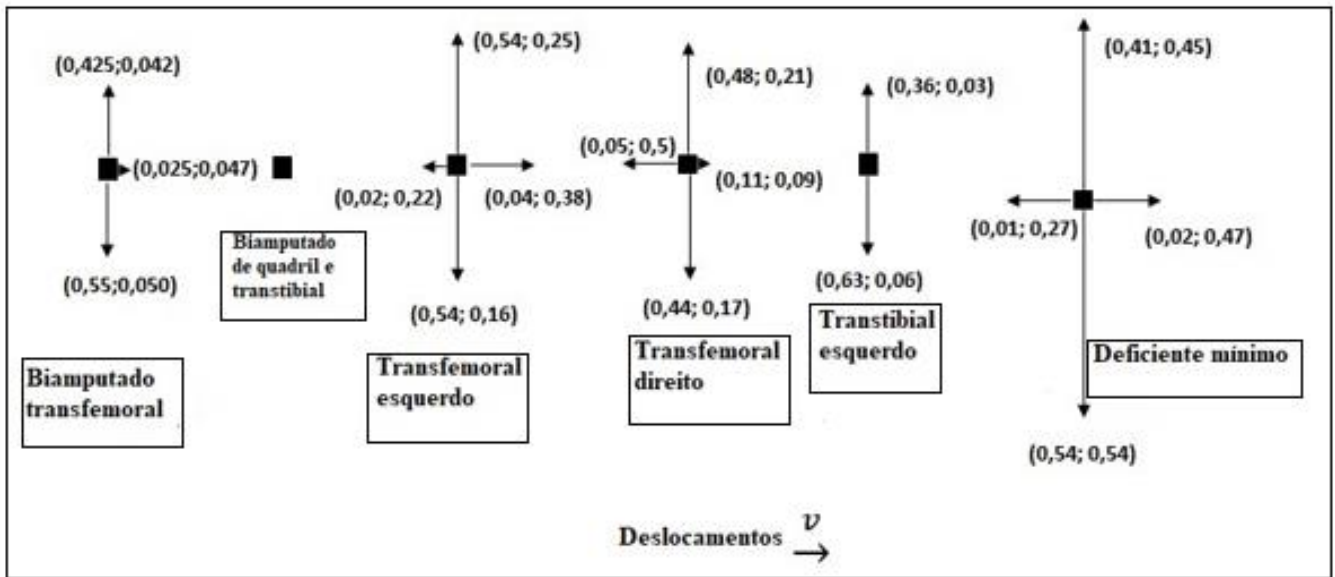 (0,54; 0,25)
(0,41; 0,45)
(0,425;0,042)
(0,48; 0,21)
(0,36; 0,03)
(0,025;0,047)
(0,05; 0,5)
(0,11; 0,09)
(0,02; 0,22)
(0,04; 0,38)
(0,01; 0,27)
(0,02; 0,47)
Biamputado
de quadril e
transtibial
(0,55;0,050)
(0,63; 0,06)
(0,54; 0,16)
(0,44; 0,17)
Biamputado
transfemoral
Transfemoral
esquerdo
Transfemoral
direito
Transtibial
esquerdo
Deficiente mínimo
(0,54; 0,54)
Deslocamentos v